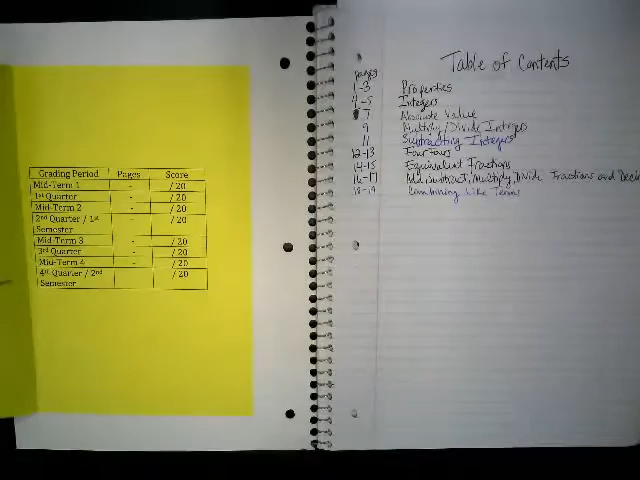 Grading Period Pages Score
Mid-Term 1 - / 20
1st Quarter - / 20
Mid-Term 2 - / 20
2nd Quarter / 1st - / 20
Semester
Mid-Term 3 - / 20
3rd Quarter - / 20
Mid-Term 4 - / 20
4th Quarter / 2nd - / 20
Semester
Table of Contents
pages
1-3 Properties
4-5 Integers
7 Absolute Value
9 Multiply/Divide Integers
11 Subtracting Integers
12-13 Four Fours
14-15 Equivalent Fractions
16-17 Add, Subtract, Multiply, Divide Fractions and Decim
18-19 Combining Like Terms